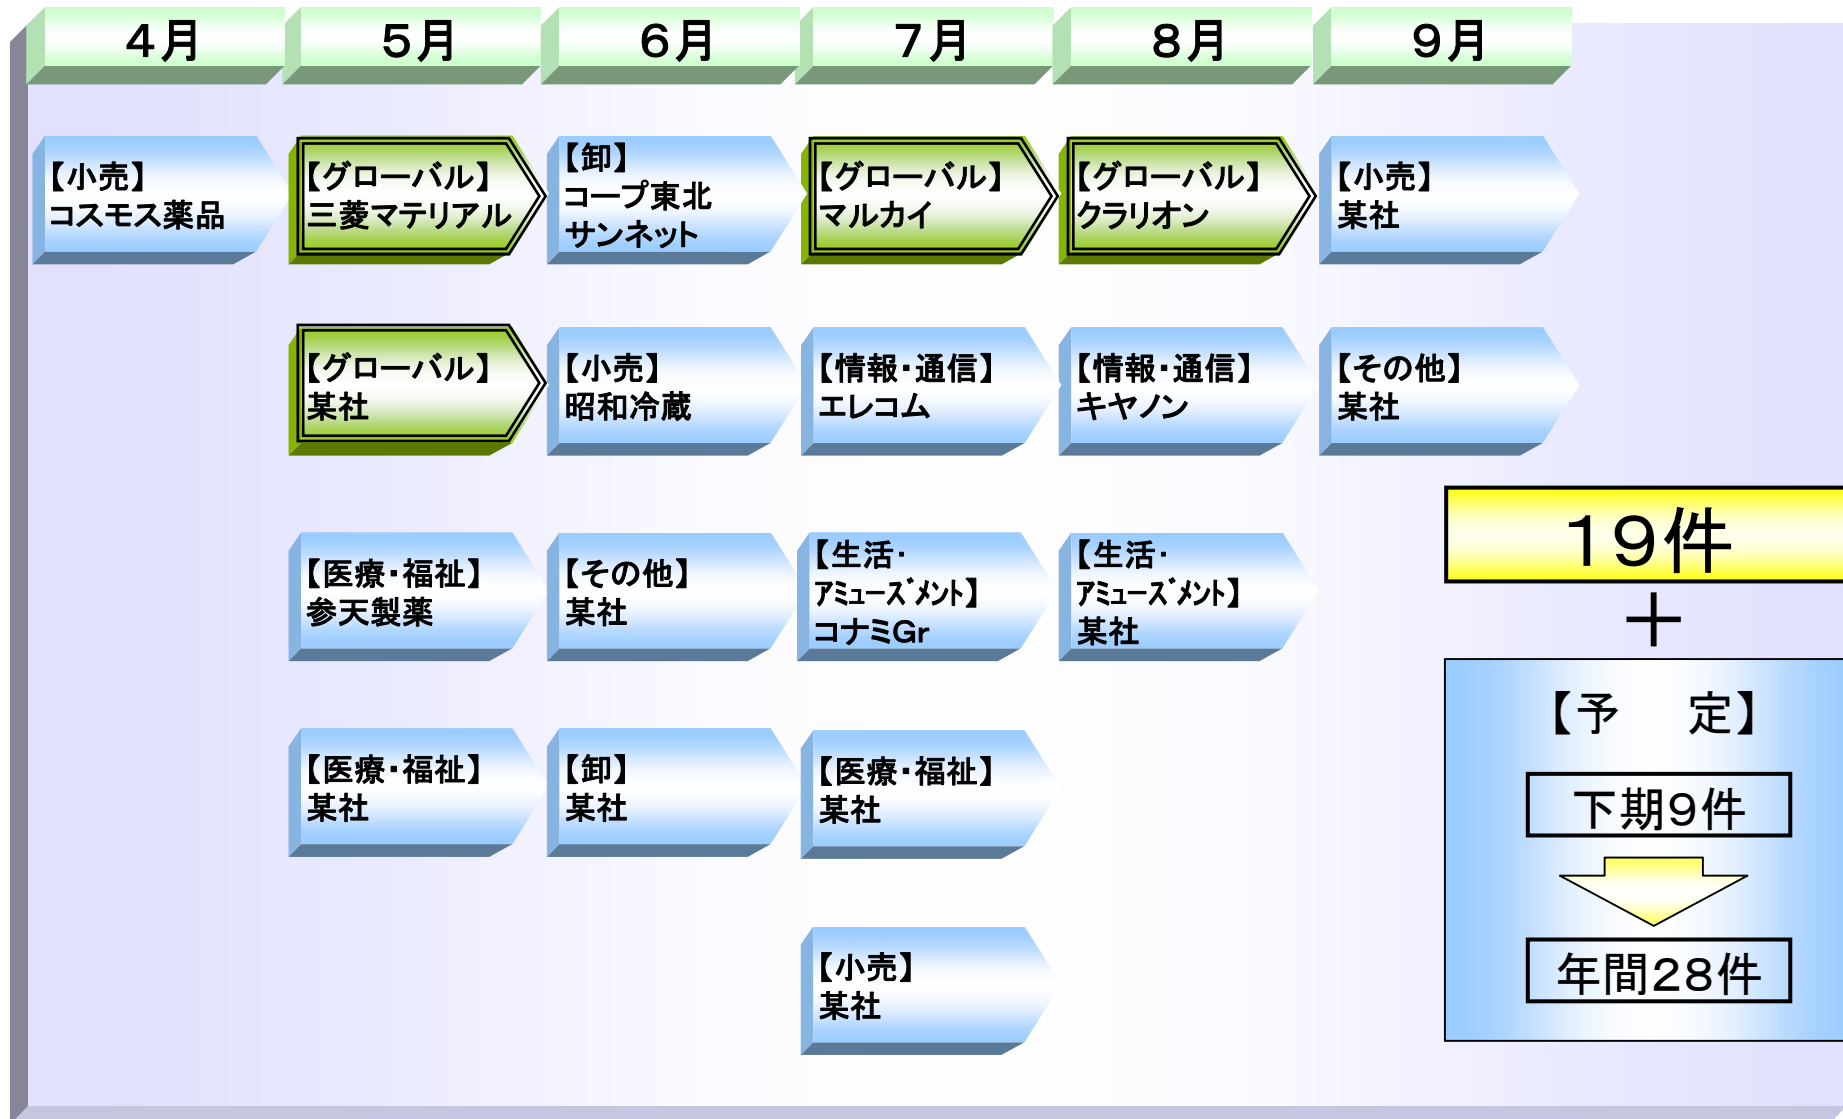 4月
5月
6月
7月
8月
9月
【小売】
コスモス薬品
【グローバル】
三菱マテリアル
【卸】
コープ東北
サンネット
【グローバル】
マルカイ
【グローバル】
クラリオン
【小売】
某社
【グローバル】
某社
【小売】
昭和冷蔵
【情報・通信】
エレコム
【情報・通信】
キヤノン
【その他】
某社
【医療・福祉】
参天製薬
【その他】
某社
【生活・
アミューズメント】
コナミGr
【生活・
アミューズメント】
某社
【医療・福祉】
某社
【卸】
某社
【医療・福祉】
某社
【小売】
某社
19件
＋
【予　定】
下期9件
年間28件